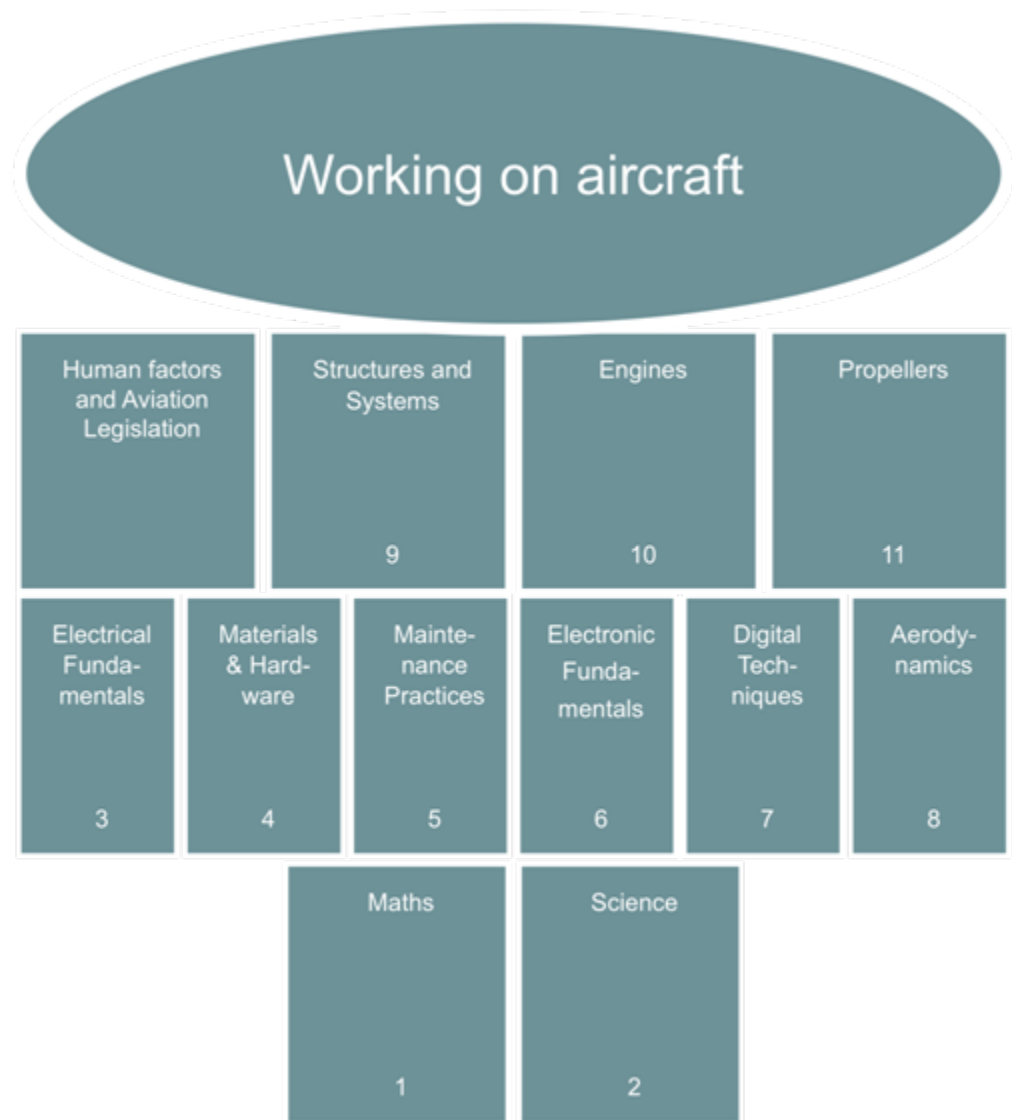 Working on aircraft
Human factors
and Aviation
Legislation
Structures and
Systems
9
Engines
10
Propellers
11
Electrical
Funda-
mentals
3
Materials
& Hard-
ware
4
Mainte-
nance
Practices
5
Electronic
Funda-
mentals
6
Digital
Tech-
niques
7
Aerody-
namics
8
Maths
1
Science
2